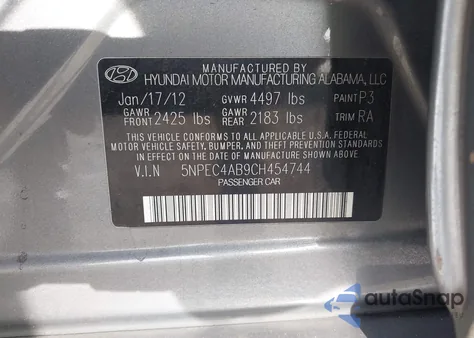 MANUFACTURED BY
HYUNDAI MOTOR MANUFACTURING ALABAMA, LLC
Jan/17/12 GVWR 4497 lbs PAINT P3
GAWR FRONT 2425 lbs GAWR REAR 2183 lbs TRIM RA
THIS VEHICLE CONFORMS TO ALL APPLICABLE U.S. FEDERAL
MOTOR VEHICLE SAFETY, BUMPER, AND THEFT PREVENTION
STANDARDS IN EFFECT ON THE DATE OF MANUFACTURE SHOWN ABOVE.
V.I.N 5NPEC4AB9CH454744
PASSENGER CAR
autoSnap